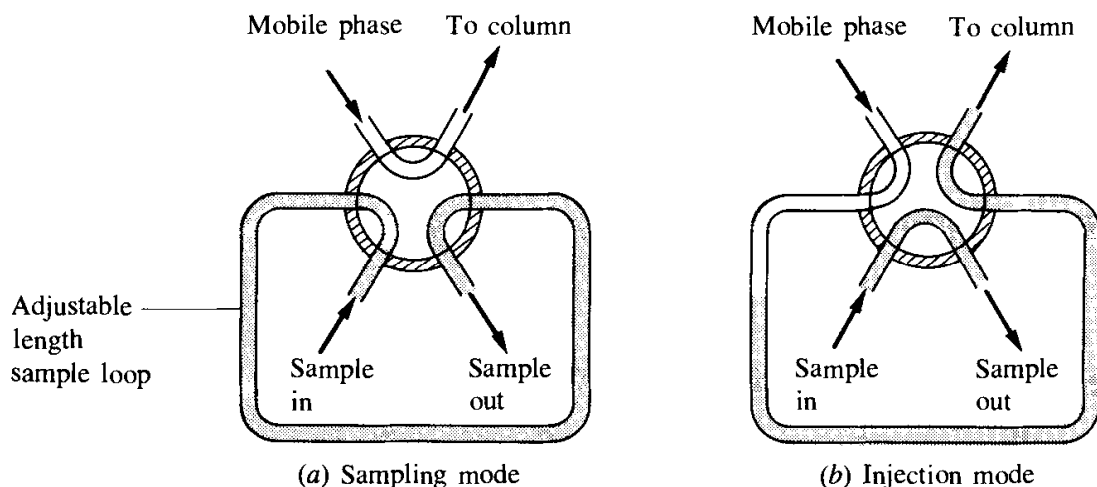 Mobile phase To column
Mobile phase To column
Adjustable
length
sample loop
Sample
in
Sample
out
Sample
in
Sample
out
(a) Sampling mode
(b) Injection mode